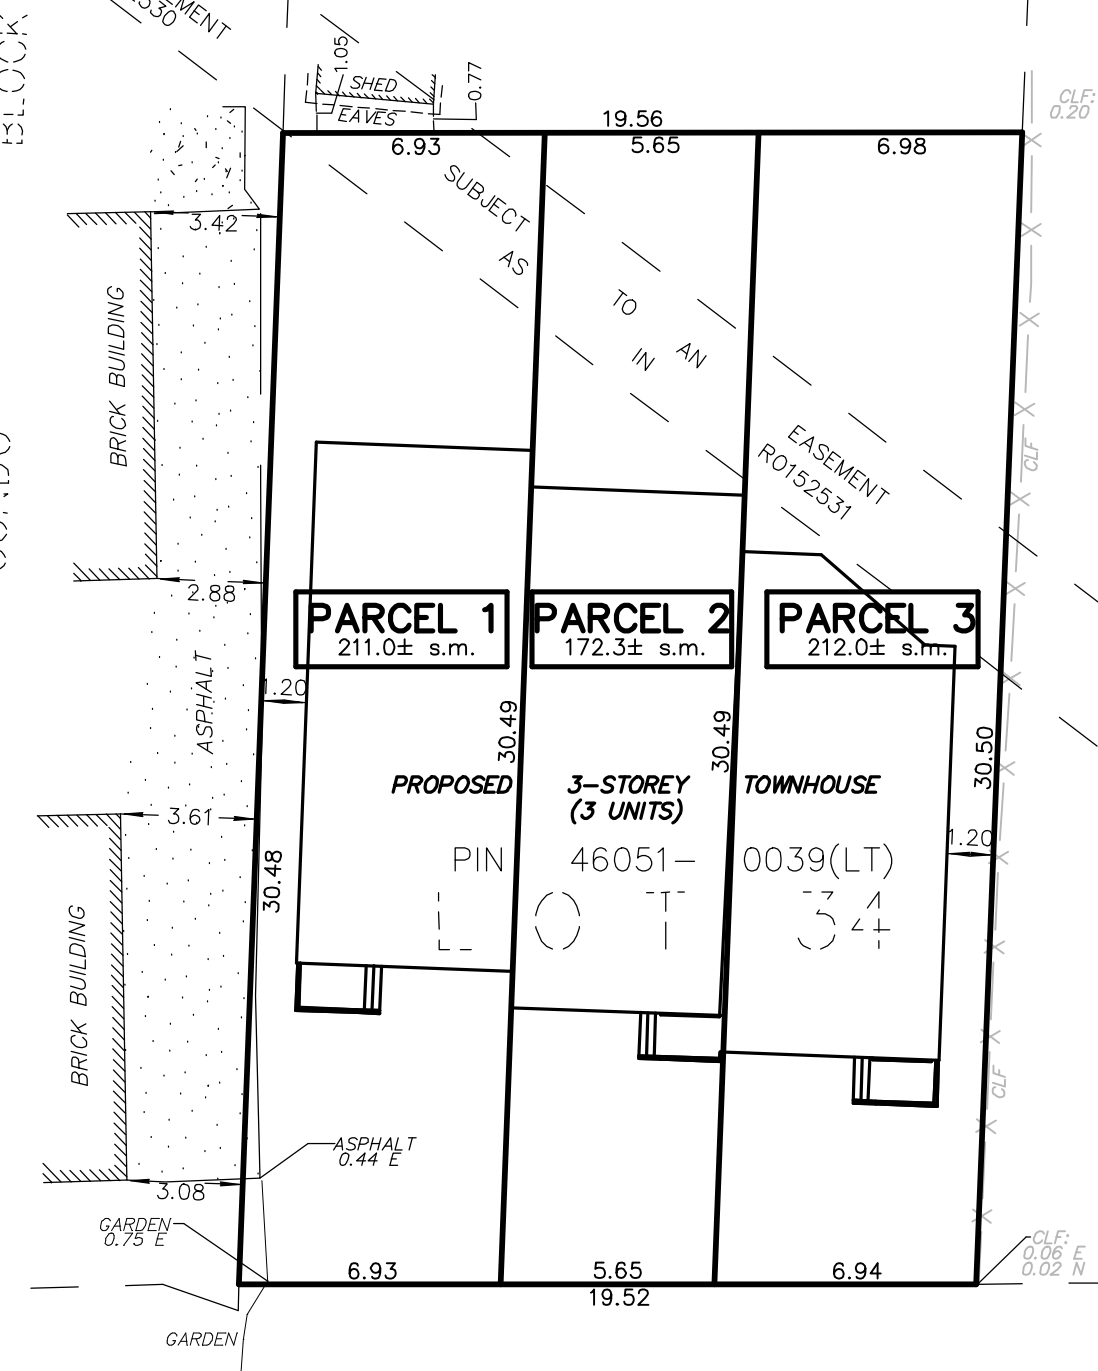 EMENT
530
BLOCK
1.05
SHED
EAVES
0.77
CLF:
0.20
19.56
6.93
5.65
6.98
SUBJECT
AS
TO
IN
AN
EASEMENT
RO152531
3.42
BRICK BUILDING
CLF
2.88
PARCEL 1
211.0± s.m.
PARCEL 2
172.3± s.m.
PARCEL 3
212.0± s.m.
ASPHALT
1.20
30.49
30.49
30.50
PROPOSED 3-STOREY TOWNHOUSE
(3 UNITS)
3.61
1.20
30.48
PIN 46051-0039(LT)
LOT 34
BRICK BUILDING
CLF
ASPHALT
0.44 E
3.08
GARDEN
0.75 E
CLF:
0.06 E
0.02 N
6.93
5.65
6.94
19.52
GARDEN